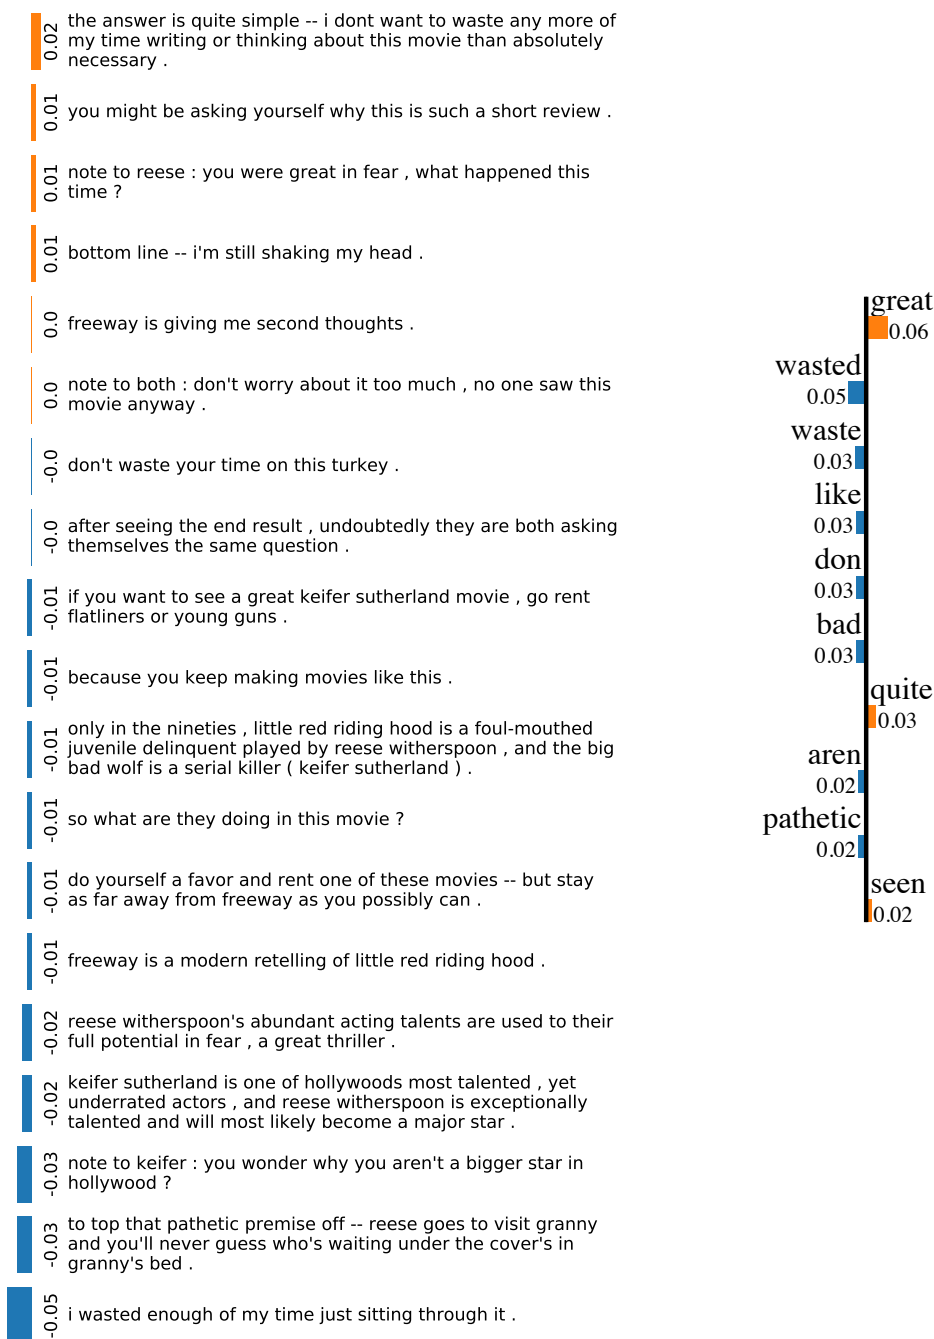 0.02
the answer is quite simple -- i dont want to waste any more of
my time writing or thinking about this movie than absolutely
necessary .
0.01
you might be asking yourself why this is such a short review .
0.01
note to reese : you were great in fear , what happened this
time ?
0.01
bottom line -- i'm still shaking my head .
0.0
freeway is giving me second thoughts .
0.0
note to both : don't worry about it too much , no one saw this
movie anyway .
-0.0
don't waste your time on this turkey .
-0.0
after seeing the end result , undoubtedly they are both asking
themselves the same question .
-0.01
if you want to see a great keifer sutherland movie , go rent
flatliners or young guns .
-0.01
because you keep making movies like this .
-0.01
only in the nineties , little red riding hood is a foul-mouthed
juvenile delinquent played by reese witherspoon , and the big
bad wolf is a serial killer ( keifer sutherland ) .
-0.01
so what are they doing in this movie ?
-0.01
do yourself a favor and rent one of these movies -- but stay
as far away from freeway as you possibly can .
-0.01
freeway is a modern retelling of little red riding hood .
-0.02
reese witherspoon's abundant acting talents are used to their
full potential in fear , a great thriller .
-0.02
keifer sutherland is one of hollywoods most talented , yet
underrated actors , and reese witherspoon is exceptionally
talented and will most likely become a major star .
-0.03
note to keifer : you wonder why you aren't a bigger star in
hollywood ?
-0.03
to top that pathetic premise off -- reese goes to visit granny
and you'll never guess who's waiting under the cover's in
granny's bed .
-0.05
i wasted enough of my time just sitting through it .
great
0.06
wasted
0.05
waste
0.03
like
0.03
don
0.03
bad
0.03
quite
0.03
aren
0.02
pathetic
0.02
seen
0.02